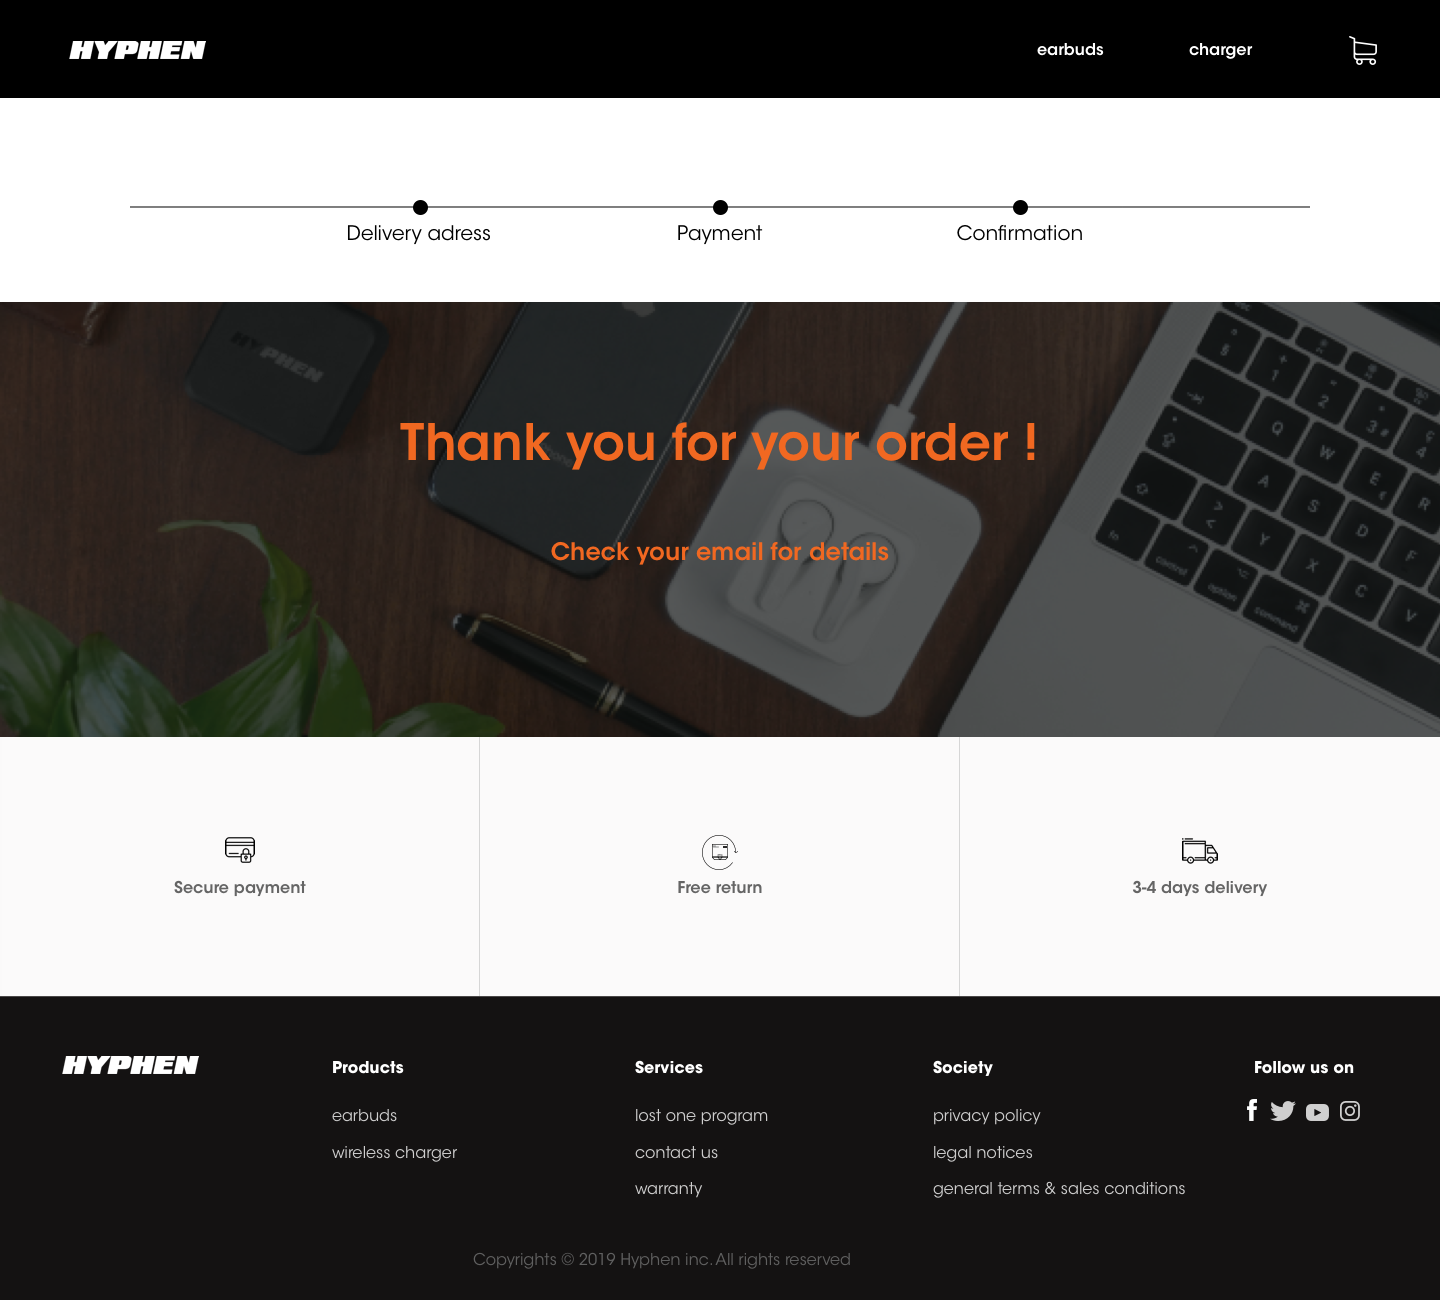 HYPHEN
earbuds
charger
Delivery adress
Payment
Confirmation
HYPHEN
Thank you for your order !
Check your email for details
Secure payment
Free return
3-4 days delivery
HYPHEN
Products
earbuds
wireless charger
Services
lost one program
contact us
warranty
Society
privacy policy
legal notices
general terms & sales conditions
Follow us on
Copyrights © 2019 Hyphen inc. All rights reserved